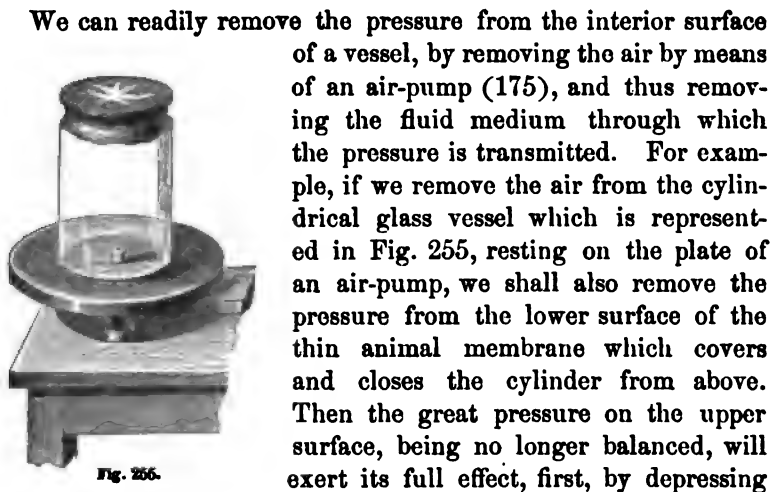 We can readily remove the pressure from the interior surface
of a vessel, by removing the air by means
of an air-pump (175), and thus remov-
ing the fluid medium through which
the pressure is transmitted. For exam-
ple, if we remove the air from the cylin-
drical glass vessel which is represent-
ed in Fig. 255, resting on the plate of
an air-pump, we shall also remove the
pressure from the lower surface of the
thin animal membrane which covers
and closes the cylinder from above.
Then the great pressure on the upper
surface, being no longer balanced, will
exert its full effect, first, by depressing
Fig. 255.